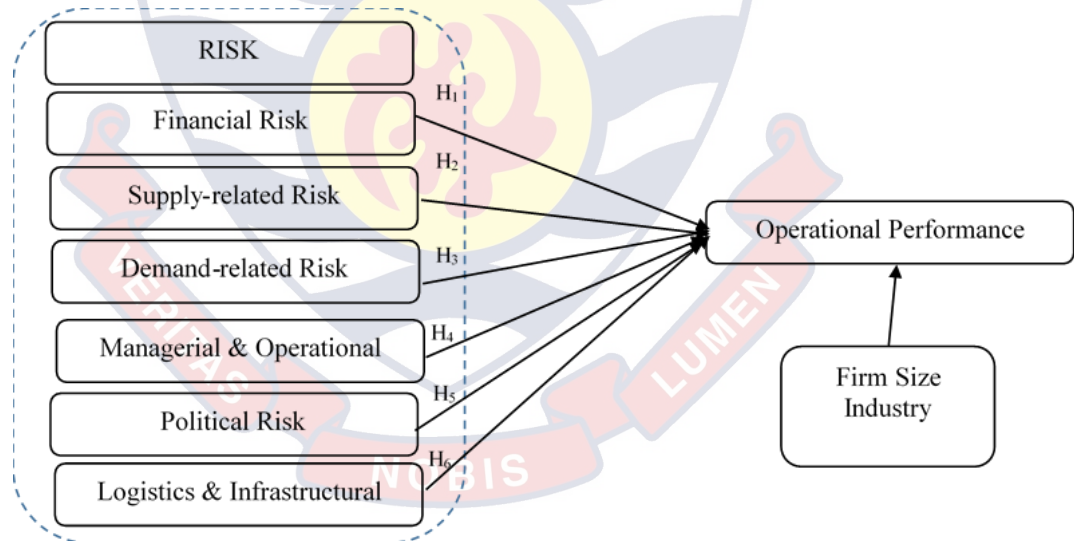 RISK
H₁
Financial Risk
H₂
Supply-related Risk
Operational Performance
H₃
Demand-related Risk
H₄
Managerial & Operational
Firm Size
Industry
H₅
Political Risk
H₆
Logistics & Infrastructural
VERITAS
NOBIS
LUMEN